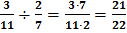 3/11 ÷ 2/7 = 3·7/11·2 = 21/22